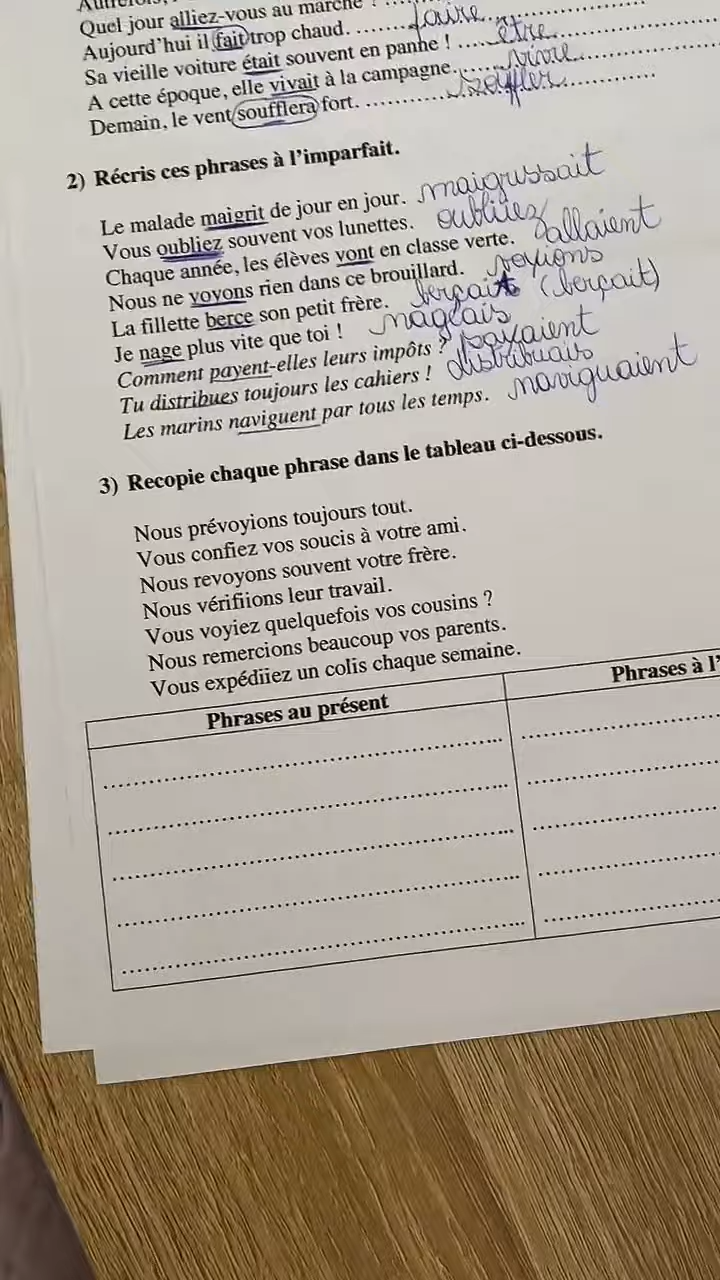 Quel jour alliez-vous au marché ?
Aujourd'hui il fait trop chaud. ........ faire
Sa vieille voiture était souvent en panne ! .... être
A cette époque, elle vivait à la campagne. ...... vivre
Demain, le vent soufflera fort. ........ souffler
2) Récris ces phrases à l'imparfait.
Le malade maigrit de jour en jour. maigrissait
Vous oubliez souvent vos lunettes. oubliiez
Chaque année, les élèves vont en classe verte. allaient
Nous ne voyons rien dans ce brouillard. voyions
La fillette berce son petit frère. berçait (berçait)
Je nage plus vite que toi ! nageais
Comment payent-elles leurs impôts ? payaient
Tu distribues toujours les cahiers ! distribuais
Les marins naviguent par tous les temps. naviguaient
3) Recopie chaque phrase dans le tableau ci-dessous.
Nous prévoyions toujours tout.
Vous confiez vos soucis à votre ami.
Nous revoyons souvent votre frère.
Nous vérifiions leur travail.
Vous voyiez quelquefois vos cousins ?
Nous remercions beaucoup vos parents.
Vous expédiiez un colis chaque semaine.
Phrases au présent Phrases à l'